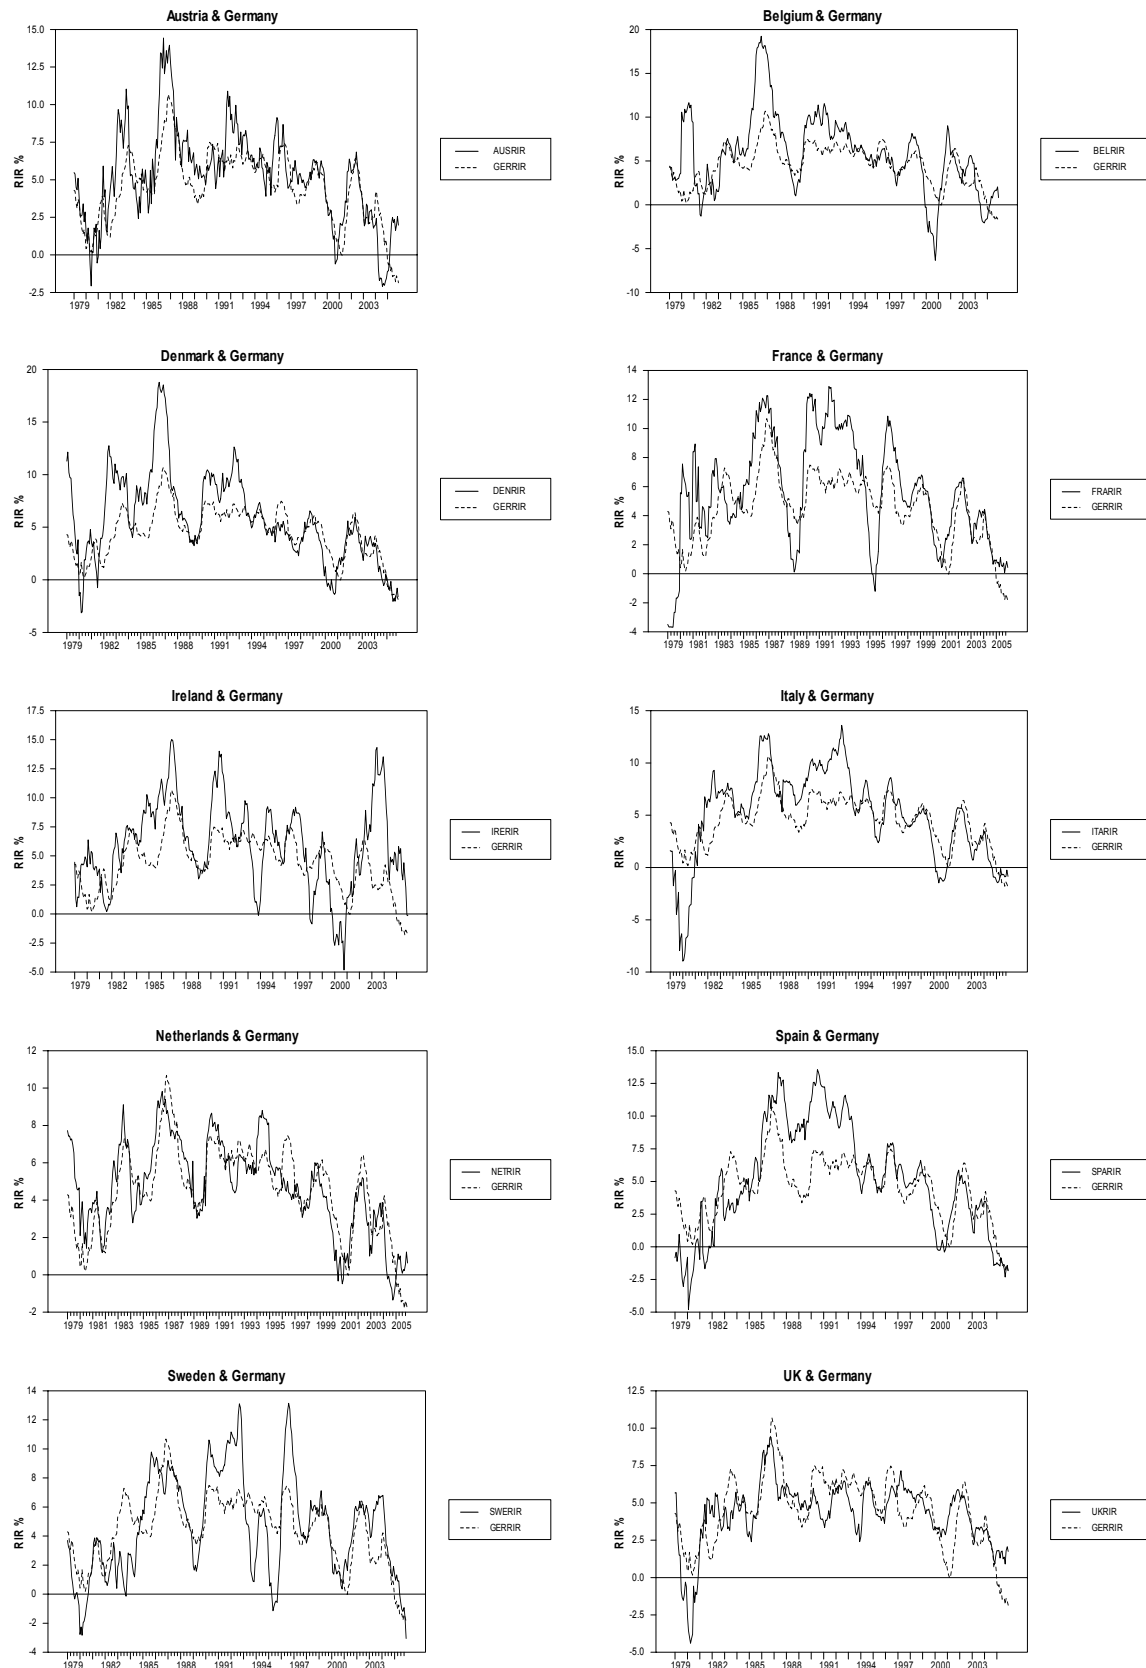 Austria & Germany
RIR %
15.0
12.5
10.0
7.5
5.0
2.5
0.0
-2.5
1979 1982 1985 1988 1991 1994 1997 2000 2003
AUSRIR
GERRIR
Belgium & Germany
RIR %
20
15
10
5
0
-5
-10
1979 1982 1985 1988 1991 1994 1997 2000 2003
BELRIR
GERRIR
Denmark & Germany
RIR %
20
15
10
5
0
-5
1979 1982 1985 1988 1991 1994 1997 2000 2003
DENRIR
GERRIR
France & Germany
RIR %
14
12
10
8
6
4
2
0
-2
-4
1979 1981 1983 1985 1987 1989 1991 1993 1995 1997 1999 2001 2003 2005
FRARIR
GERRIR
Ireland & Germany
RIR %
17.5
15.0
12.5
10.0
7.5
5.0
2.5
0.0
-2.5
-5.0
1979 1982 1985 1988 1991 1994 1997 2000 2003
IRERIR
GERRIR
Italy & Germany
RIR %
15
10
5
0
-5
-10
1979 1982 1985 1988 1991 1994 1997 2000 2003
ITARIR
GERRIR
Netherlands & Germany
RIR %
12
10
8
6
4
2
0
-2
1979 1981 1983 1985 1987 1989 1991 1993 1995 1997 1999 2001 2003 2005
NETRIR
GERRIR
Spain & Germany
RIR %
15.0
12.5
10.0
7.5
5.0
2.5
0.0
-2.5
-5.0
1979 1982 1985 1988 1991 1994 1997 2000 2003
SPARIR
GERRIR
Sweden & Germany
RIR %
14
12
10
8
6
4
2
0
-2
-4
1979 1982 1985 1988 1991 1994 1997 2000 2003
SWERIR
GERRIR
UK & Germany
RIR %
12.5
10.0
7.5
5.0
2.5
0.0
-2.5
-5.0
1979 1982 1985 1988 1991 1994 1997 2000 2003
UKRIR
GERRIR